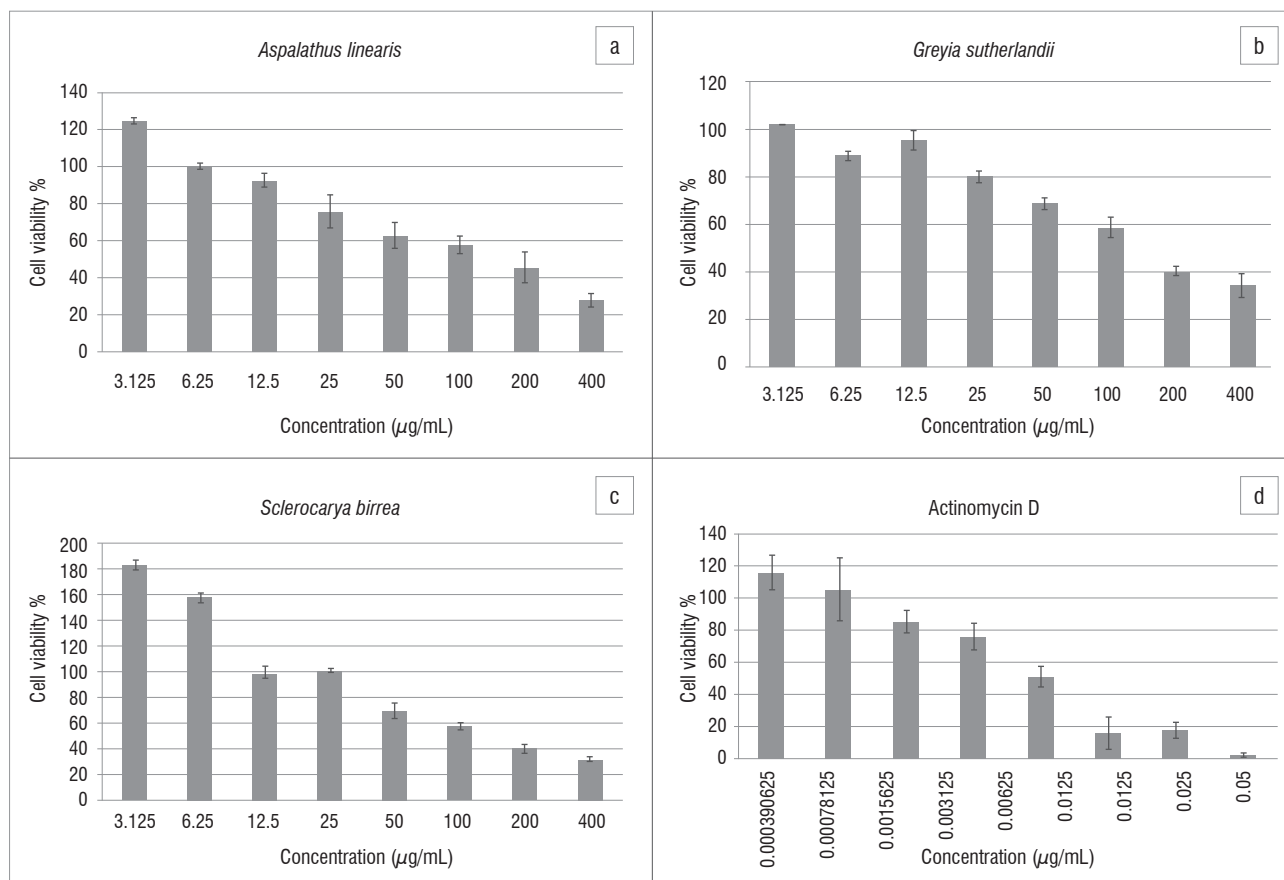 Aspalathus linearis
a
Cell viability %
140
120
100
80
60
40
20
0
3.125 6.25 12.5 25 50 100 200 400
Concentration (µg/mL)
Greyia sutherlandii
b
Cell viability %
120
100
80
60
40
20
0
3.125 6.25 12.5 25 50 100 200 400
Concentration (µg/mL)
Sclerocarya birrea
c
Cell viability %
200
180
160
140
120
100
80
60
40
20
0
3.125 6.25 12.5 25 50 100 200 400
Concentration (µg/mL)
Actinomycin D
d
Cell viability %
140
120
100
80
60
40
20
0
0.000390625 0.00078125 0.0015625 0.003125 0.00625 0.0125 0.0125 0.025 0.05
Concentration (µg/mL)